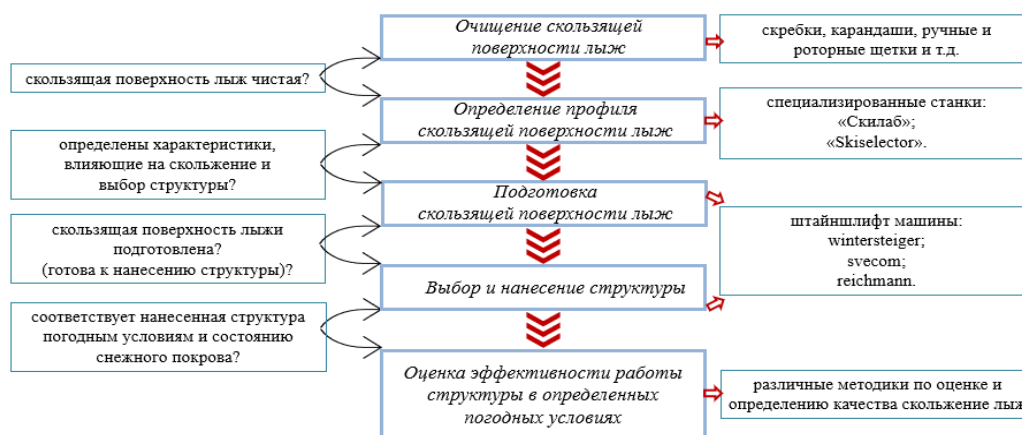 Очищение скользящей
поверхности лыж
скребки, карандаши, ручные и
роторные щетки и т.д.
скользящая поверхность лыж чистая?
Определение профиля
скользящей поверхности лыж
специализированные станки:
«Скилаб»;
«Skiselector».
определены характеристики,
влияющие на скольжение и
выбор структуры?
Подготовка
скользящей поверхности лыж
штайншлифт машины:
wintersteiger;
svecom;
reichmann.
скользящая поверхность лыжи
подготовлена?
(готова к нанесению структуры)?
Выбор и нанесение структуры
соответствует нанесенная структура
погодным условиям и состоянию
снежного покрова?
Оценка эффективности работы
структуры в определенных
погодных условиях
различные методики по оценке и
определению качества скольжение лыж